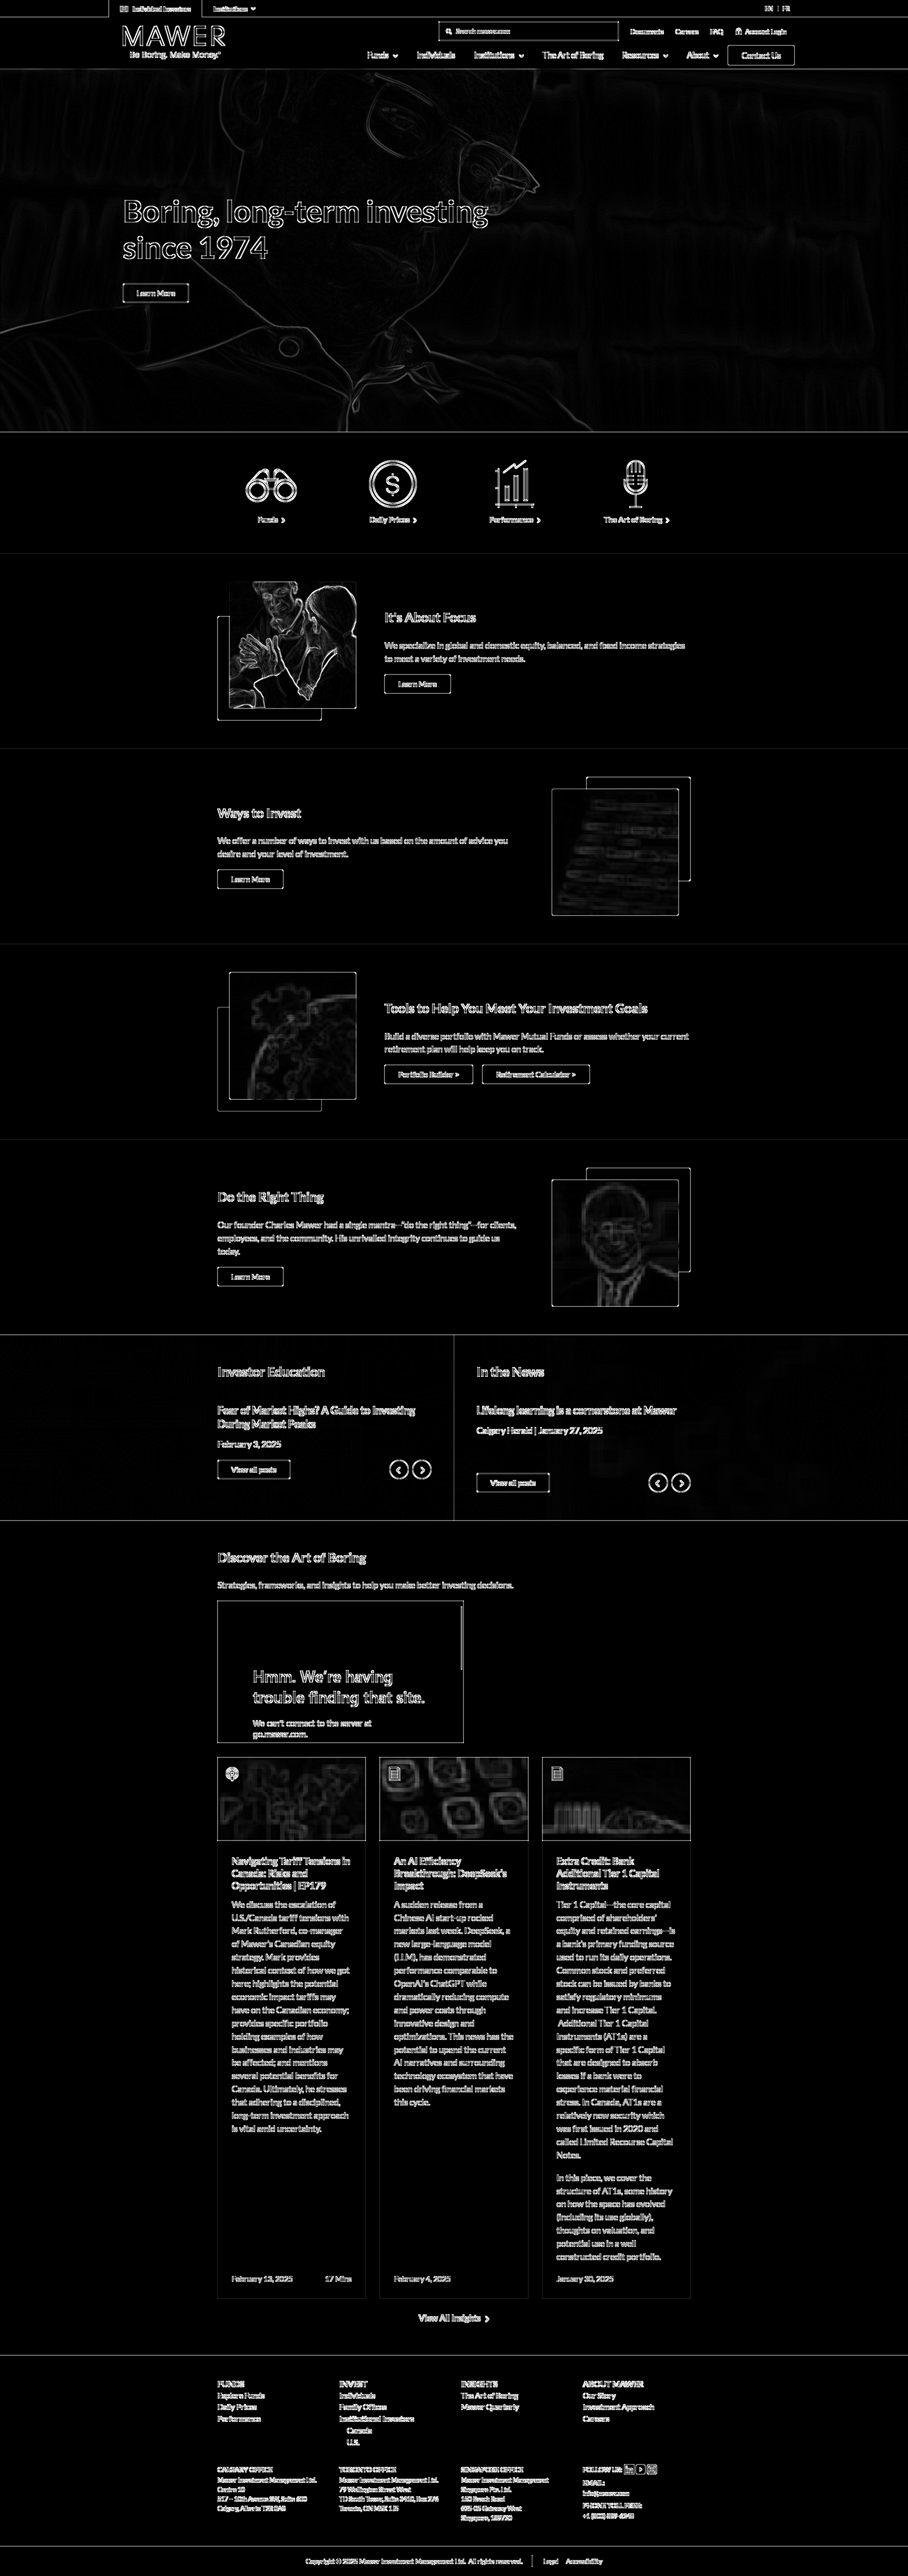 Individual Investors
Institutions
EN | FR
MAWER
Be Boring. Make Money.™
Search mawer.com
Documents
Careers
FAQ
Account Login
Funds
Individuals
Institutions
The Art of Boring
Resources
About
Contact Us
Boring, long-term investing
since 1974
Learn More
Funds
Daily Prices
Performance
The Art of Boring
It's About Focus
We specialize in global and domestic equity, balanced, and fixed income strategies
to meet a variety of investment needs.
Learn More
Ways to Invest
We offer a number of ways to invest with us based on the amount of advice you
desire and your level of investment.
Learn More
Tools to Help You Meet Your Investment Goals
Build a diverse portfolio with Mawer Mutual Funds or assess whether your current
retirement plan will help keep you on track.
Portfolio Builder >
Retirement Calculator >
Do the Right Thing
Our founder Charles Mawer had a single mantra—"do the right thing"—for clients,
employees, and the community. His unrivalled integrity continues to guide us
today.
Learn More
Investor Education
Fear of Market Highs? A Guide to Investing
During Market Peaks
February 3, 2025
View all posts
In the News
Lifelong learning is a cornerstone at Mawer
Calgary Herald | January 27, 2025
View all posts
Discover the Art of Boring
Strategies, frameworks, and insights to help you make better investing decisions.
Hmm. We're having
trouble finding that site.
We can't connect to the server at
go.mawer.com.
Navigating Tariff Tensions in
Canada: Risks and
Opportunities | EP179
We discuss the escalation of
U.S./Canada tariff tensions with
Mark Rutherford, co-manager
of Mawer's Canadian equity
strategy. Mark provides
historical context of how we got
here; highlights the potential
economic impact tariffs may
have on the Canadian economy;
provides specific portfolio
holding examples of how
businesses and industries may
be affected; and mentions
several potential benefits for
Canada. Ultimately, he stresses
that adhering to a disciplined,
long-term investment approach
is vital amid uncertainty.
February 13, 2025
17 Mins
An AI Efficiency
Breakthrough: DeepSeek's
Impact
A sudden release from a
Chinese AI start-up rocked
markets last week. DeepSeek, a
new large-language model
(LLM), has demonstrated
performance comparable to
OpenAI's ChatGPT while
dramatically reducing compute
and power costs through
innovative design and
optimizations. This news has the
potential to upend the current
AI narratives and surrounding
technology ecosystem that have
been driving financial markets
this cycle.
February 4, 2025
Extra Credit: Bank
Additional Tier 1 Capital
Instruments
Tier 1 Capital—the core capital
comprised of shareholders'
equity and retained earnings—is
a bank's primary funding source
used to run its daily operations.
Common stock and preferred
stock can be issued by banks to
satisfy regulatory minimums
and increase Tier 1 Capital.
Additional Tier 1 Capital
Instruments (AT1s) are a
specific form of Tier 1 Capital
that are designed to absorb
losses if a bank were to
experience material financial
stress. In Canada, AT1s are a
relatively new security which
was first issued in 2020 and
called Limited Recourse Capital
Notes.
In this piece, we cover the
structure of AT1s, some history
on how the space has evolved
(including its use globally),
thoughts on valuation, and
potential use in a well
constructed credit portfolio.
January 30, 2025
View All Insights
FUNDS
Explore Funds
Daily Prices
Performance
INVEST
Individuals
Family Offices
Institutional Investors
Canada
U.S.
INSIGHTS
The Art of Boring
Mawer Quarterly
ABOUT MAWER
Our Story
Investment Approach
Careers
CALGARY OFFICE
Mawer Investment Management Ltd.
Centre 10
517 – 10th Avenue SW, Suite 600
Calgary, Alberta T2R 0A8
TORONTO OFFICE
Mawer Investment Management Ltd.
79 Wellington Street West
TD South Tower, Suite 3410, Box 276
Toronto, ON M5K 1J5
SINGAPORE OFFICE
Mawer Investment Management
Singapore Pte. Ltd.
150 Beach Road
Gateway West
Singapore, 189720
FOLLOW US:
EMAIL:
info@mawer.com
PHONE TOLL FREE:
Copyright © 2025 Mawer Investment Management Ltd. All rights reserved.
Legal
Accessibility